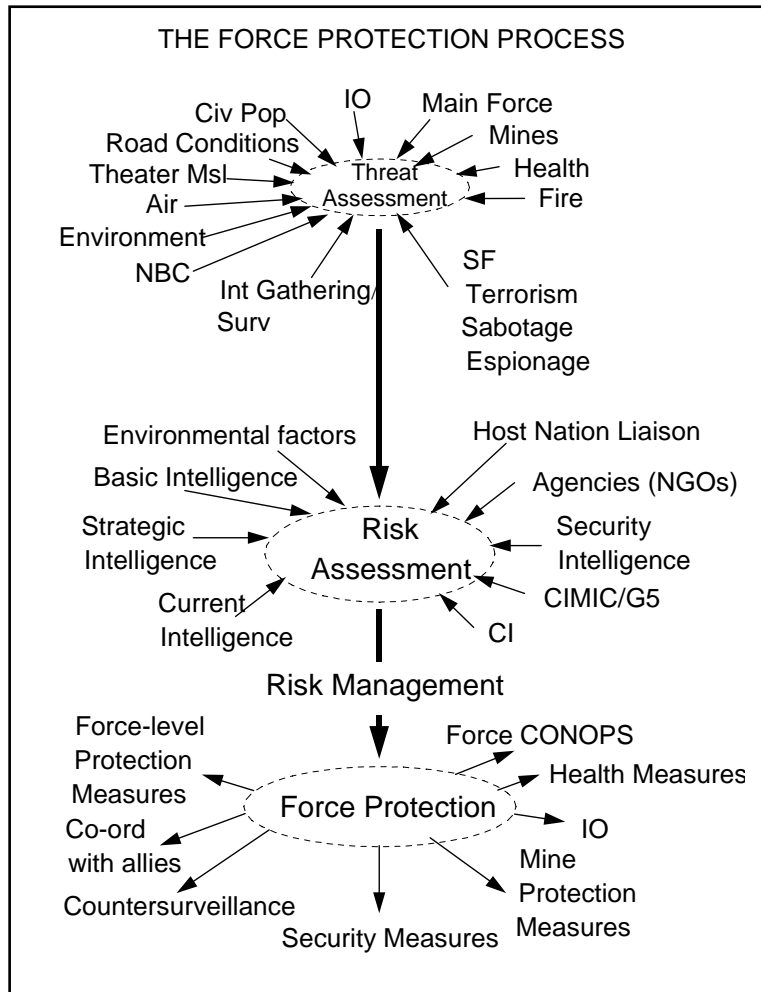 THE FORCE PROTECTION PROCESS
IO
Civ Pop
Main Force
Road Conditions
Mines
Theater Msl
Threat
Assessment
Health
Air
Fire
Environment
NBC
Int Gathering/
Surv
SF
Terrorism
Sabotage
Espionage
Environmental factors
Host Nation Liaison
Basic Intelligence
Agencies (NGOs)
Strategic
Intelligence
Risk
Assessment
Security
Intelligence
Current
Intelligence
CIMIC/G5
CI
Risk Management
Force-level
Protection
Measures
Force CONOPS
Health Measures
Force Protection
IO
Co-ord
with allies
Mine
Protection
Measures
Countersurveillance
Security Measures